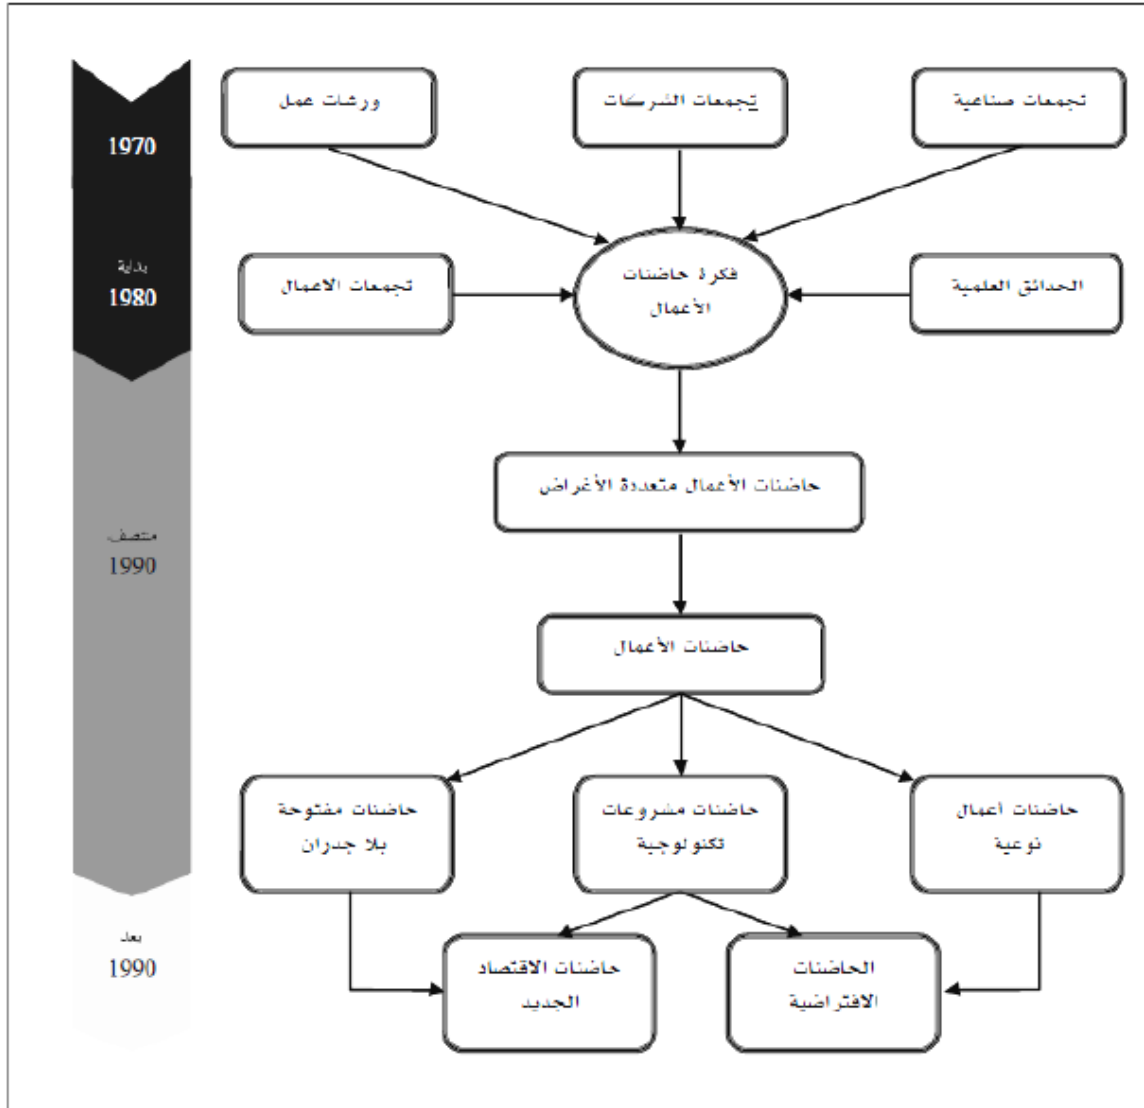 تجمعات صناعية
تجمعات الشركات
ورشات عمل
1970
الحدائق العلمية
فكرة حاضنات
الأعمال
تجمعات الاعمال
بداية
1980
حاضنات الأعمال متعددة الأغراض
منتصف
1990
حاضنات الأعمال
حاضنات أعمال
نوعية
حاضنات مشروعات
تكنولوجية
حاضنات مفتوحة
بلا جدران
بعد
1990
الحاضنات
الافتراضية
حاضنات الاقتصاد
الجديد